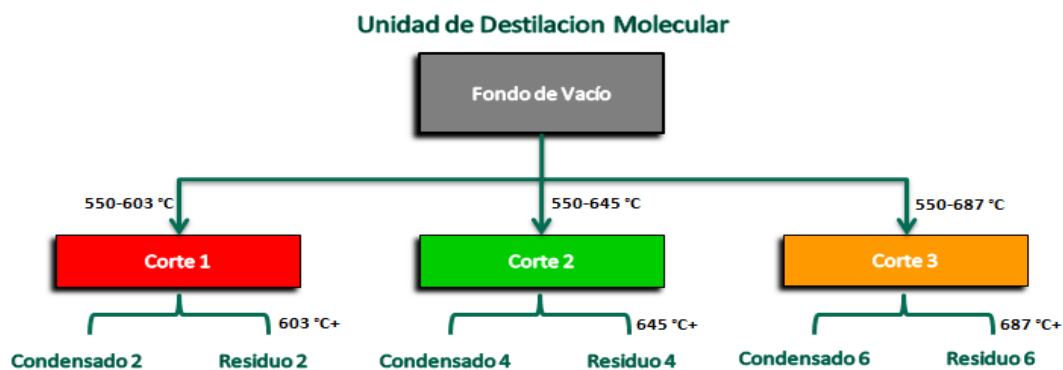 Unidad de Destilacion Molecular
Fondo de Vacío
550-603 °C
550-645 °C
550-687 °C
Corte 1
Corte 2
Corte 3
603 °C+
645 °C+
687 °C+
Condensado 2
Residuo 2
Condensado 4
Residuo 4
Condensado 6
Residuo 6